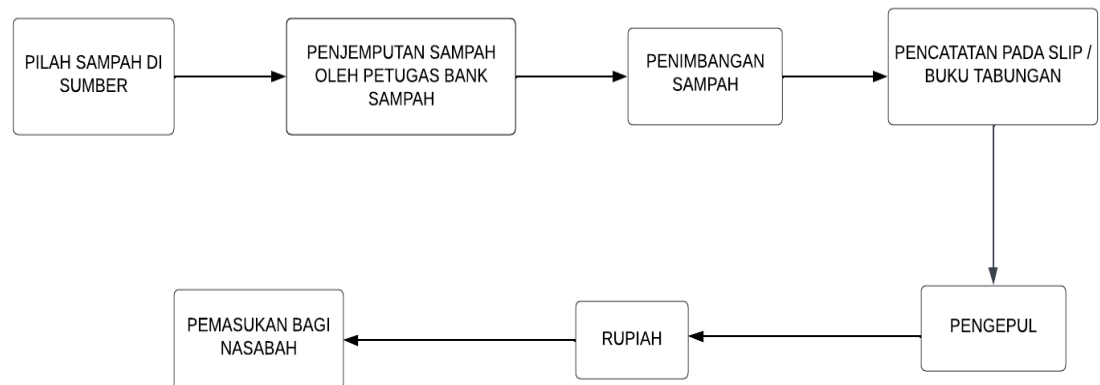 PILAH SAMPAH DI
SUMBER
PENJEMPUTAN SAMPAH
OLEH PETUGAS BANK
SAMPAH
PENIMBANGAN
SAMPAH
PENCATATAN PADA SLIP /
BUKU TABUNGAN
PENGEPUL
RUPIAH
PEMASUKAN BAGI
NASABAH